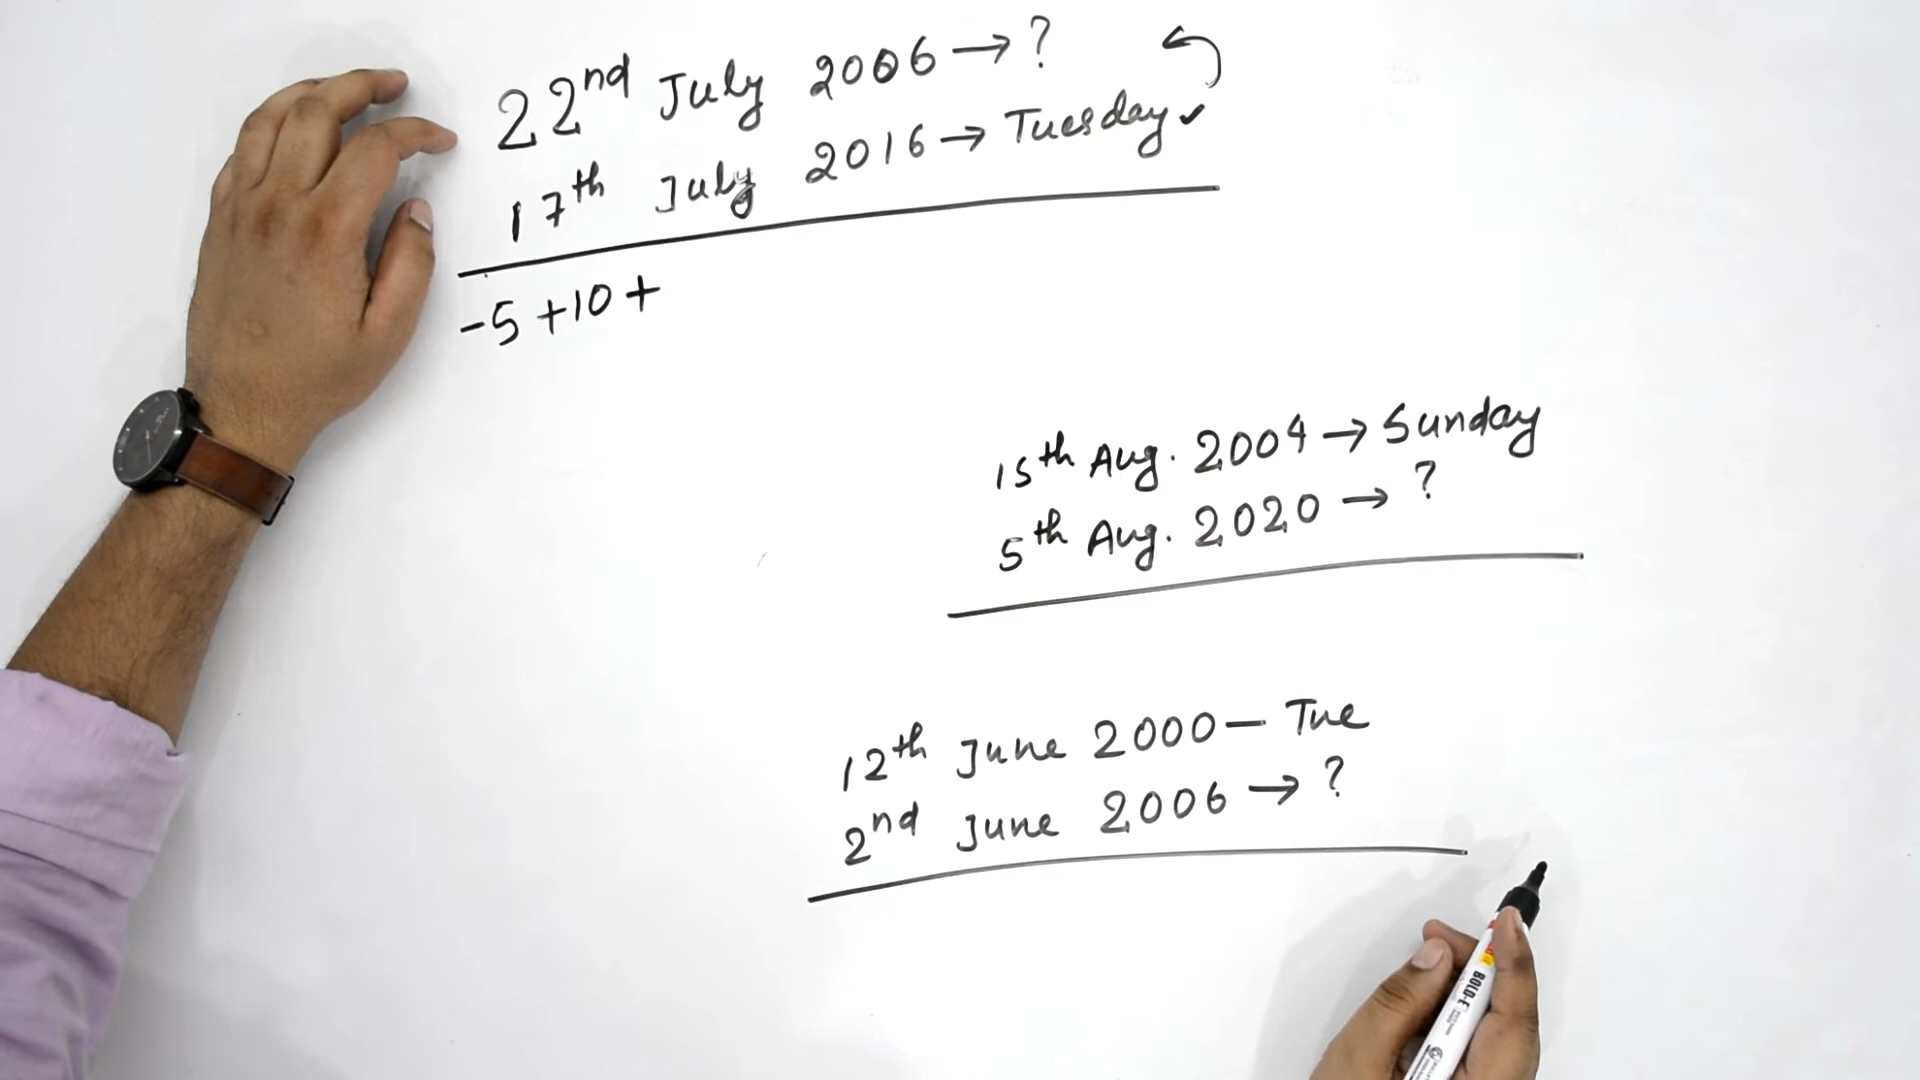 22nd July 2006 → ?
17th July 2016 → Tuesday ✓
-5 +10 +
15th Aug. 2004 → Sunday
5th Aug. 2020 → ?
12th June 2000 — Tue
2nd June 2006 → ?
BOLD-E